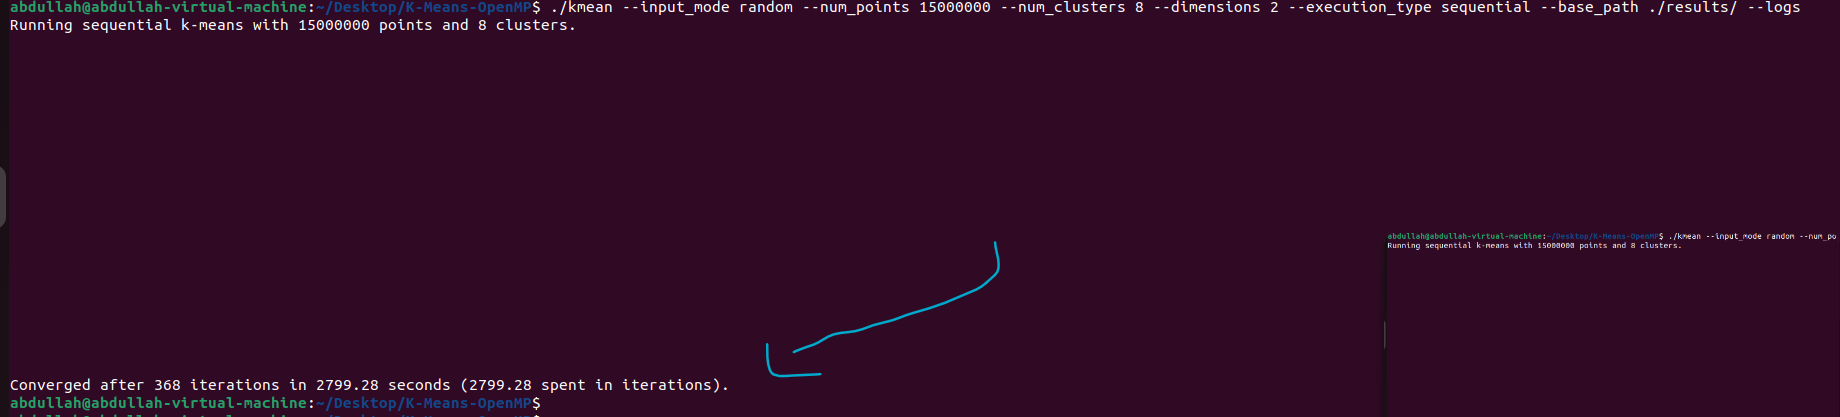 abdullah@abdullah-virtual-machine:~/Desktop/K-Means-OpenMP$ ./kmean --input_mode random --num_points 15000000 --num_clusters 8 --dimensions 2 --execution_type sequential --base_path ./results/ --logs
Running sequential k-means with 15000000 points and 8 clusters.
abdullah@abdullah-virtual-machine:~/Desktop/K-Means-OpenMP$ ./kmean --input_mode random --num_po
Running sequential k-means with 15000000 points and 8 clusters.
Converged after 368 iterations in 2799.28 seconds (2799.28 spent in iterations).
abdullah@abdullah-virtual-machine:~/Desktop/K-Means-OpenMP$